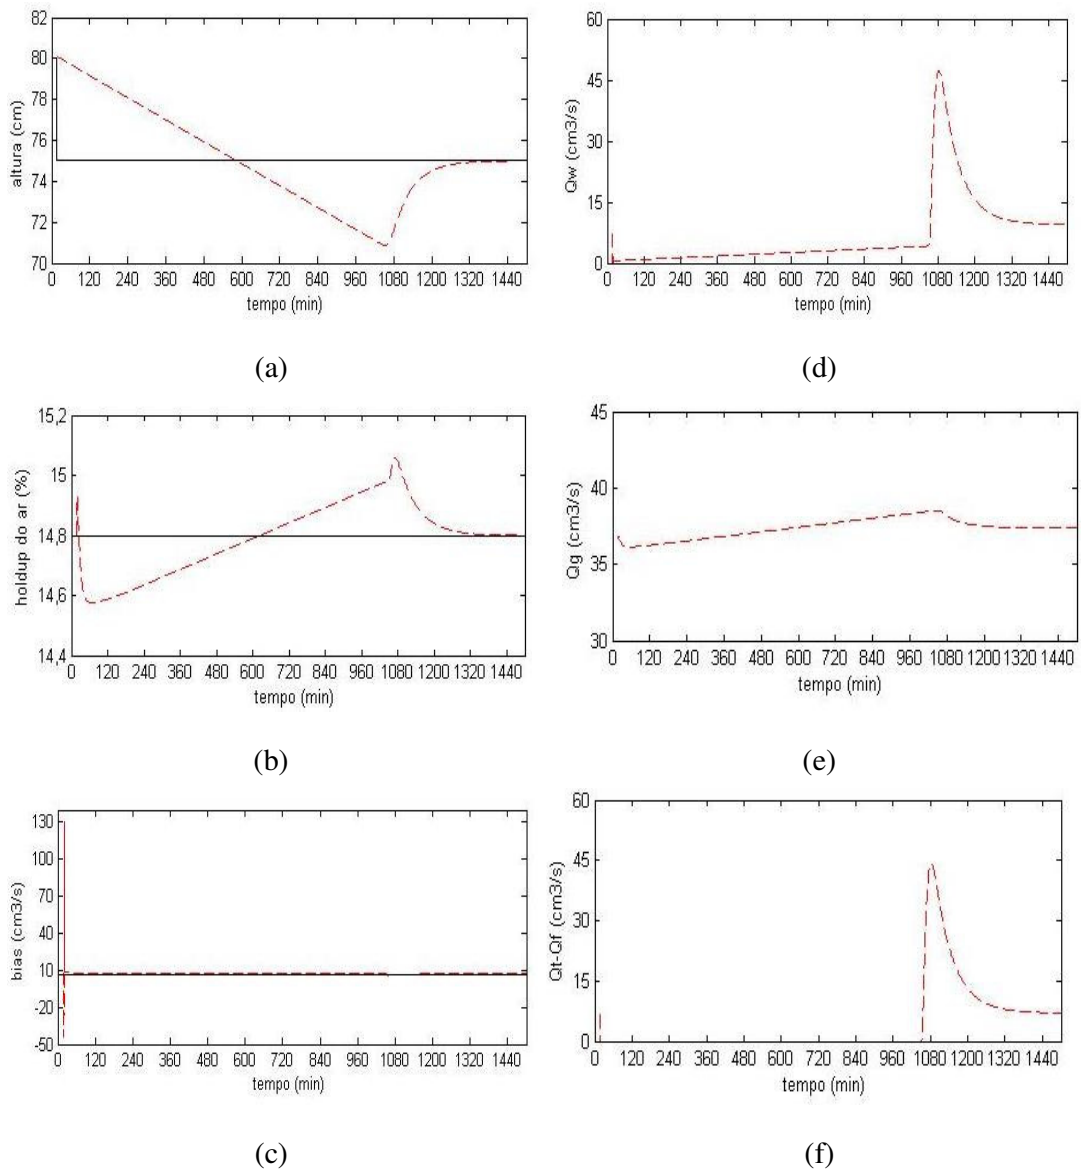 82
80
78
76
74
72
70
altura (cm)
0 120 240 360 480 600 720 840 960 1080 1200 1320 1440
tempo (min)
(a)
60
45
30
15
0
Qw (cm3/s)
0 120 240 360 480 600 720 840 960 1080 1200 1320 1440
tempo (min)
(d)
15,2
15
14,8
14,6
14,4
holdup do ar (%)
0 120 240 360 480 600 720 840 960 1080 1200 1320 1440
tempo (min)
(b)
45
40
35
30
Qg (cm3/s)
0 120 240 360 480 600 720 840 960 1080 1200 1320 1440
tempo (min)
(e)
130
100
70
40
10
-20
-50
bias (cm3/s)
0 120 240 360 480 600 720 840 960 1080 1200 1320 1440
tempo (min)
(c)
60
45
30
15
0
Qt-Qf (cm3/s)
0 120 240 360 480 600 720 840 960 1080 1200 1320 1440
tempo (min)
(f)